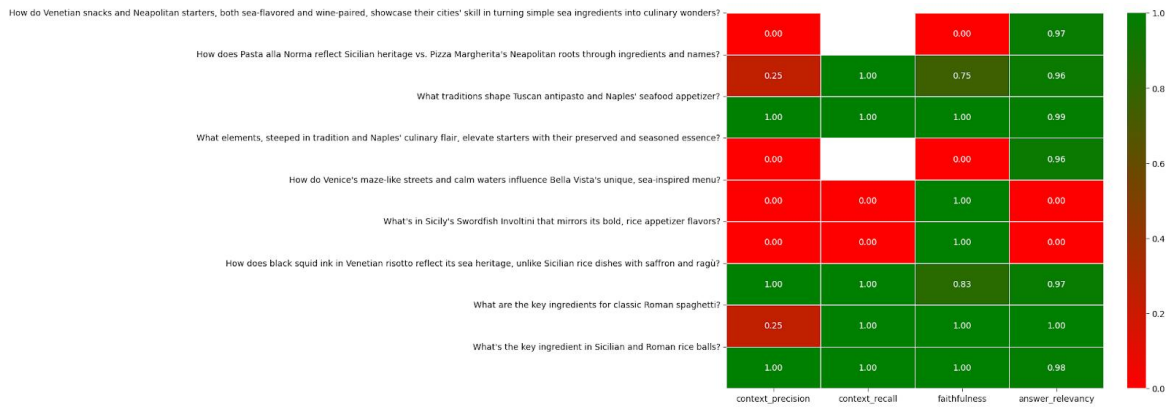 How do Venetian snacks and Neapolitan starters, both sea-flavored and wine-paired, showcase their cities' skill in turning simple sea ingredients into culinary wonders?
1.0
0.00 0.00 0.97
How does Pasta alla Norma reflect Sicilian heritage vs. Pizza Margherita's Neapolitan roots through ingredients and names?
0.25 1.00 0.75 0.96
0.8
What traditions shape Tuscan antipasto and Naples' seafood appetizer?
1.00 1.00 1.00 0.99
What elements, steeped in tradition and Naples' culinary flair, elevate starters with their preserved and seasoned essence?
0.00 0.00 0.96
0.6
How do Venice's maze-like streets and calm waters influence Bella Vista's unique, sea-inspired menu?
0.00 0.00 1.00 0.00
What's in Sicily's Swordfish Involtini that mirrors its bold, rice appetizer flavors?
0.4
0.00 0.00 1.00 0.00
How does black squid ink in Venetian risotto reflect its sea heritage, unlike Sicilian rice dishes with saffron and ragù?
1.00 1.00 0.83 0.97
What are the key ingredients for classic Roman spaghetti?
0.2
0.25 1.00 1.00 1.00
What's the key ingredient in Sicilian and Roman rice balls?
1.00 1.00 1.00 0.98
0.0
context_precision context_recall faithfulness answer_relevancy